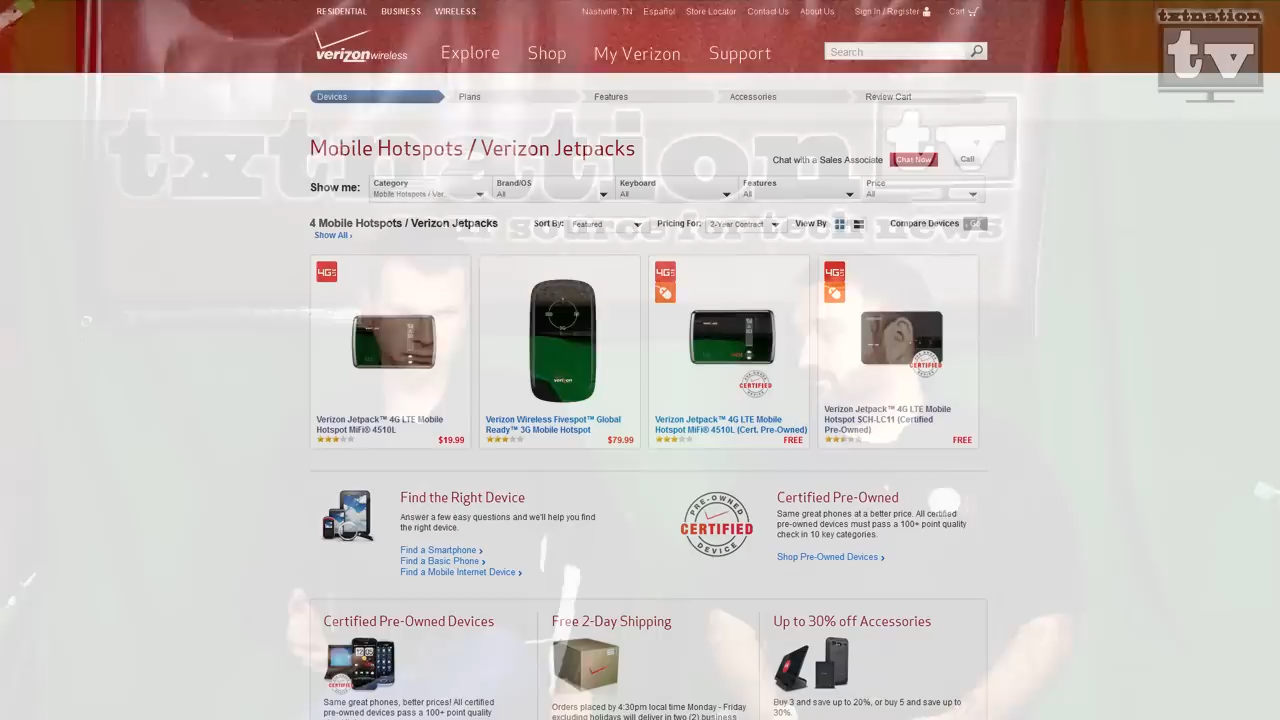 RESIDENTIAL BUSINESS WIRELESS
Nashville, TN Español Store Locator Contact Us About Us Sign In / Register Cart
txtnation
tv
verizonwireless
Explore Shop My Verizon Support
Search
Devices Plans Features Accessories Review Cart
txtnation tv
Mobile Hotspots / Verizon Jetpacks
Chat with a Sales Associate Chat Now Call
Show me:
Category Brand/OS Keyboard Features Price
Mobile Hotspots / Ver... All All All All
4 Mobile Hotspots / Verizon Jetpacks
Sort By: Featured Pricing For: 2-Year Contract View By Compare Devices Go
Show All ›
source for tech news
4G
4G
4G
verizon
CERTIFIED
CERTIFIED
Verizon Jetpack™ 4G LTE Mobile
Hotspot MiFi® 4510L
$19.99
Verizon Wireless Fivespot™ Global
Ready™ 3G Mobile Hotspot
$79.99
Verizon Jetpack™ 4G LTE Mobile
Hotspot MiFi® 4510L (Cert. Pre-Owned)
FREE
Verizon Jetpack™ 4G LTE Mobile
Hotspot SCH-LC11 (Certified
Pre-Owned)
FREE
Find the Right Device
Answer a few easy questions and we'll help you find
the right device.
Find a Smartphone ›
Find a Basic Phone ›
Find a Mobile Internet Device ›
PRE-OWNED
CERTIFIED
DEVICE
Certified Pre-Owned
Same great phones at a better price. All certified
pre-owned devices must pass a 100+ point quality
check in 10 key categories.
Shop Pre-Owned Devices ›
Certified Pre-Owned Devices
CERTIFIED
Same great phones, better prices! All certified
pre-owned devices pass a 100+ point quality
Free 2-Day Shipping
Orders placed by 4:30pm local time Monday - Friday
excluding holidays will deliver in two (2) business
Up to 30% off Accessories
Buy 3 and save up to 20%, or buy 5 and save up to
30%.